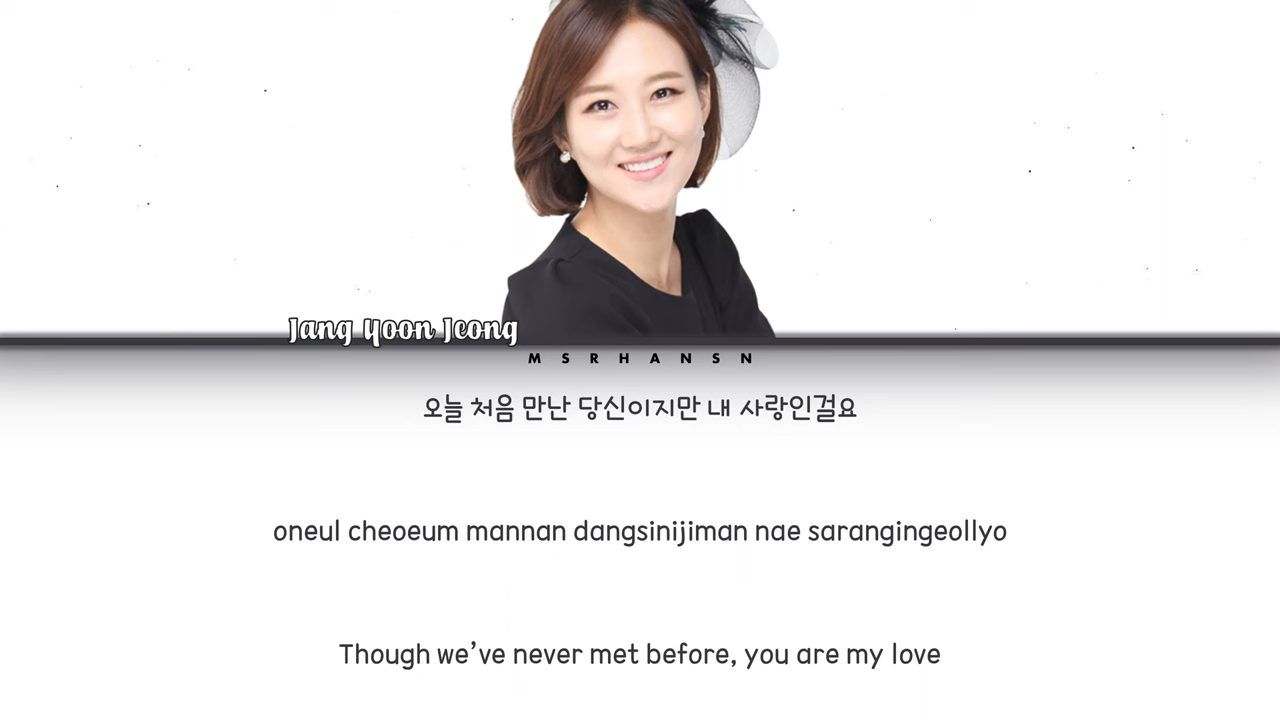 Jang Yoon Jeong
MSRHANSN
오늘 처음 만난 당신이지만 내 사랑인걸요
oneul cheoeum mannan dangsinijiman nae sarangingeollyo
Though we’ve never met before, you are my love